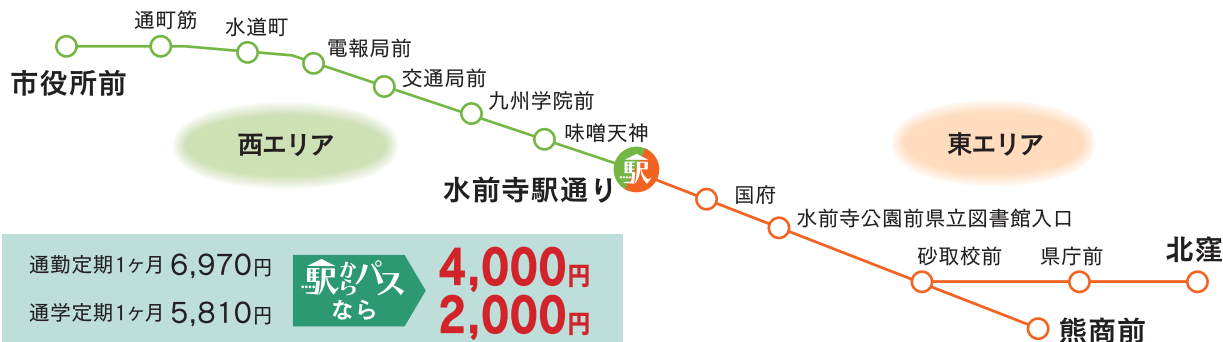 市役所前
通町筋
水道町
電報局前
交通局前
九州学院前
味噌天神
水前寺駅通り
駅
国府
水前寺公園前県立図書館入口
砂取校前
県庁前
北窪
熊商前
西エリア
東エリア
通勤定期1ヶ月 6,970円
通学定期1ヶ月 5,810円
駅からパス
なら
4,000円
2,000円